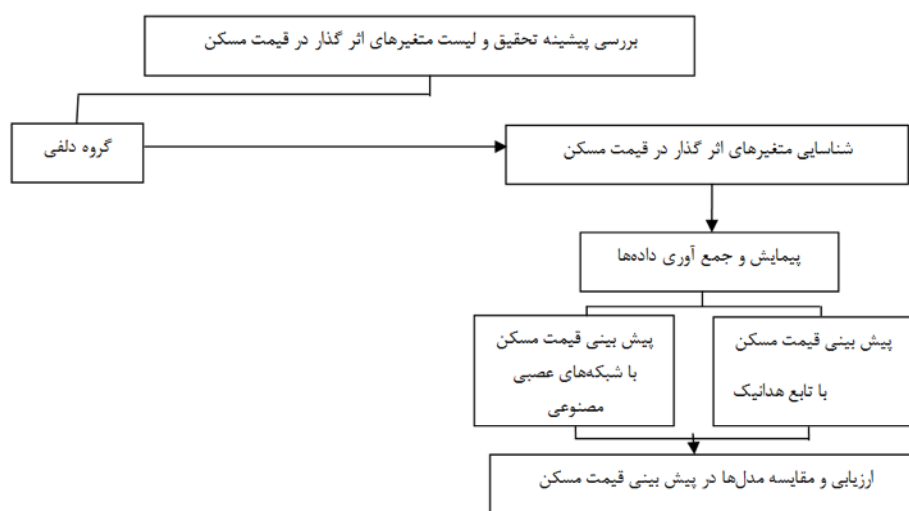 بررسی پیشینه تحقیق و لیست متغیرهای اثر گذار در قیمت مسکن
گروه دلفی
شناسایی متغیرهای اثر گذار در قیمت مسکن
پیمایش و جمع آوری داده‌ها
پیش بینی قیمت مسکن
با تابع هدانیک
پیش بینی قیمت مسکن
با شبکه‌های عصبی
مصنوعی
ارزیابی و مقایسه مدل‌ها در پیش بینی قیمت مسکن